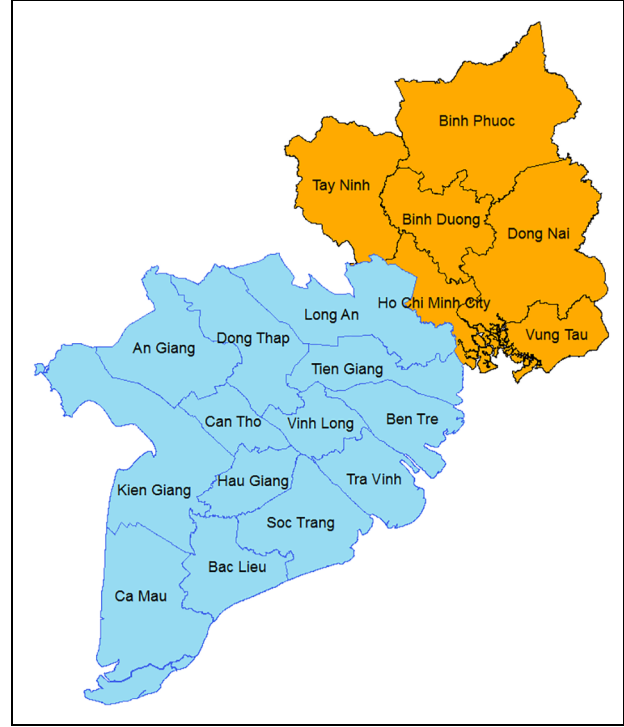 Binh Phuoc
Tay Ninh
Binh Duong
Dong Nai
Ho Chi Minh City
Long An
Vung Tau
Dong Thap
An Giang
Tien Giang
Ben Tre
Can Tho
Vinh Long
Tra Vinh
Hau Giang
Kien Giang
Soc Trang
Bac Lieu
Ca Mau